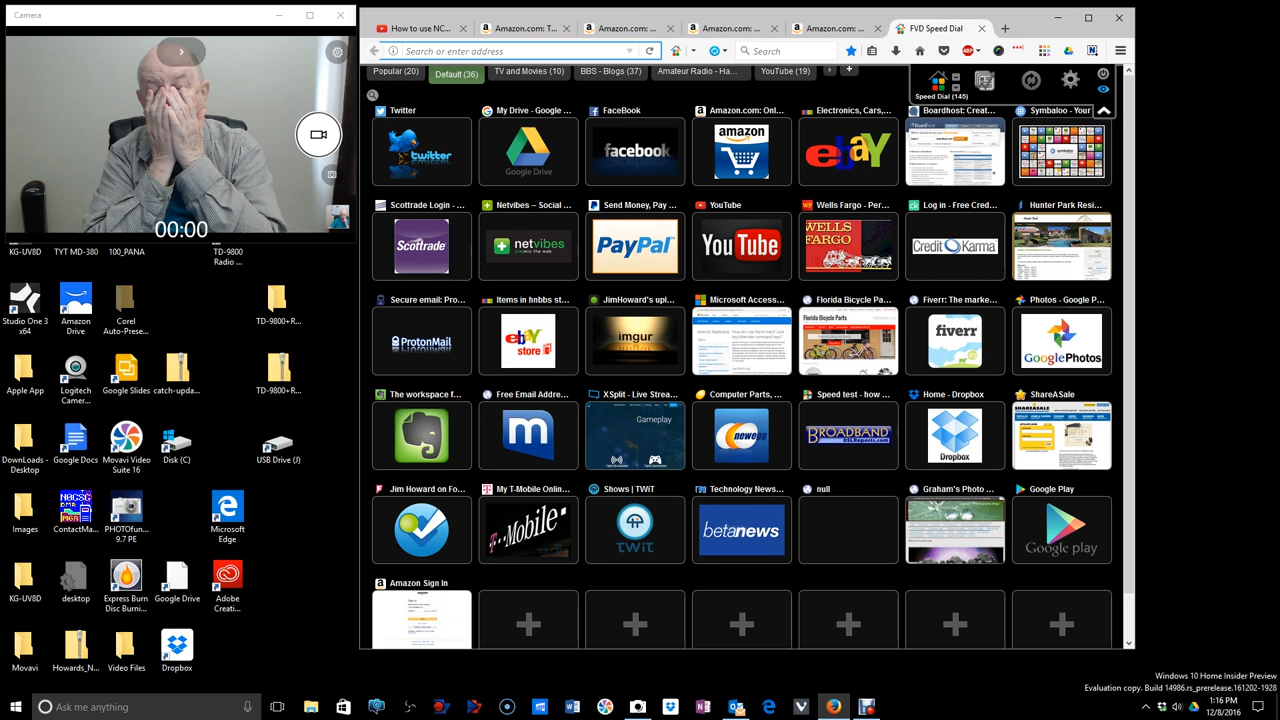 Camera
00:00
How to use NC...
Amazon.com: T...
Amazon.com: ...
Amazon.com: ...
Amazon.com: ...
FVD Speed Dial
Search or enter address
Search
ABP
Popular (20)
Default (36)
TV and Movies (10)
BBS - Blogs (37)
Amateur Radio - Ha...
YouTube (19)
Speed Dial (145)
Twitter
My Drive - Google ...
FaceBook
Amazon.com: Onl...
Electronics, Cars,...
Boardhost: Creat...
Symbaloo - Your
twitter
Google Drive
facebook
amazon
ebay
BoardHost
symbaloo
Scottrade Login - ...
Netvibes – Social ...
Send Money, Pay ...
YouTube
Wells Fargo - Per...
Log in - Free Cred...
Hunter Park Resi...
Scottrade
netvibes
PayPal
YouTube
WELLS
FARGO
Credit Karma
Secure email: Pro...
items in hnbbs st...
JimHoward's upl...
Microsoft Access...
Florida Bicycle Pa...
Fiverr: The marke...
Photos - Google P...
ProtonMail
ebay
store
imgur
Florida Bicycle Parts
fiverr
GooglePhotos
The workspace f...
Free Email Addre...
XSplit - Live Strea...
Computer Parts, ...
Speed test - how ...
Home - Dropbox
ShareASale
Gameplay
newegg
BROADBAND
DSLReports.com
Dropbox
SHAREASALE
Jim Howard on Fo...
My T-Mobile Onlin...
Shows | TWiT
Technology News...
null
Graham's Photo ...
Google Play
T··Mobile·
TWiT
betanews
Google play
Amazon Sign In
KG-UV8D
TYT MD-380
100_PANA
TD-9800
Radio ...
Studio One 3
x64
Amazon
Drive
Corel
Auto-Prese...
TD-9800+R...
Apple App
Logitech
Camer...
Google Slides
catch-upda...
TD-9800+R...
DownLoads -
Desktop
Google Docs
Movavi Video
Suite 16
Disk (C)
USB Drive (J)
Images
ContactMa...
PHOTOfun...
9.7 PE
Microsoft
Edge
KG-UV8D
desktop
Express Burn
Disc Burni...
Google Drive
Adobe
Creati...
Movavi
Howards_N...
Video Files
Dropbox
Windows 10 Home Insider Preview
Evaluation copy. Build 14986.rs_prerelease.161202-1928
Ask me anything
1:16 PM
12/8/2016